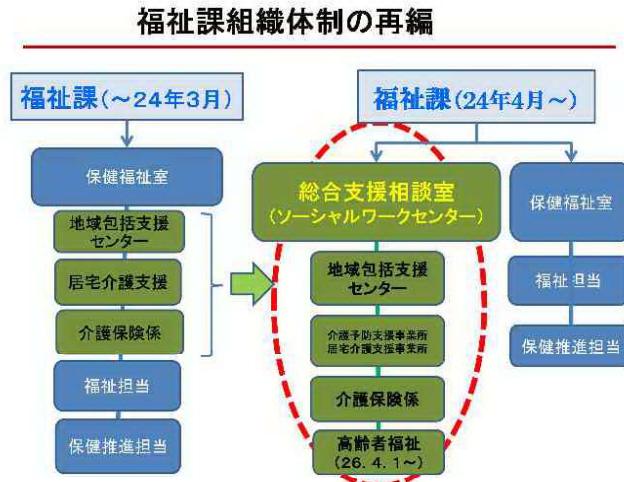 福祉課組織体制の再編
福祉課(～24年3月)
保健福祉室
地域包括支援
センター
居宅介護支援
介護保険係
福祉担当
保健推進担当
福祉課(24年4月～)
総合支援相談室
(ソーシャルワークセンター)
地域包括支援
センター
介護予防支援事業所
居宅介護支援事業所
介護保険係
高齢者福祉
(26.4.1～)
保健福祉室
福祉担当
保健推進担当